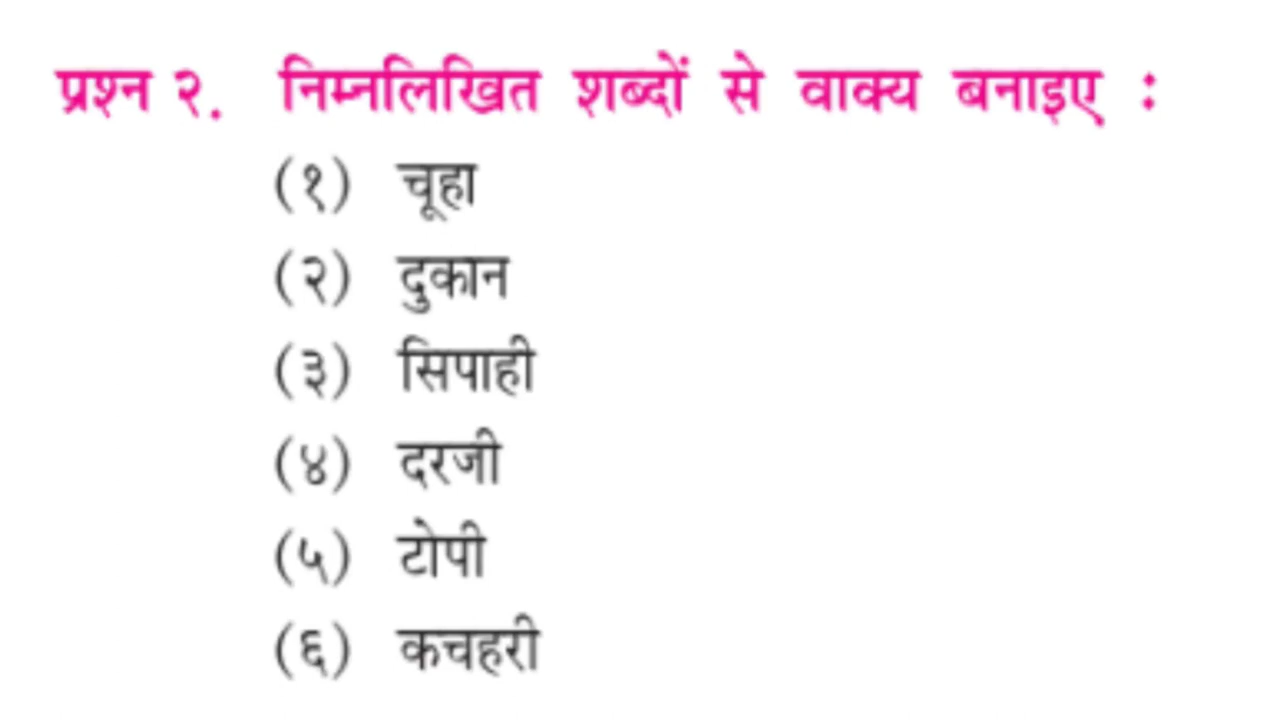 प्रश्न २. निम्नलिखित शब्दों से वाक्य बनाइए :
(१) चूहा
(२) दुकान
(३) सिपाही
(४) दरजी
(५) टोपी
(६) कचहरी